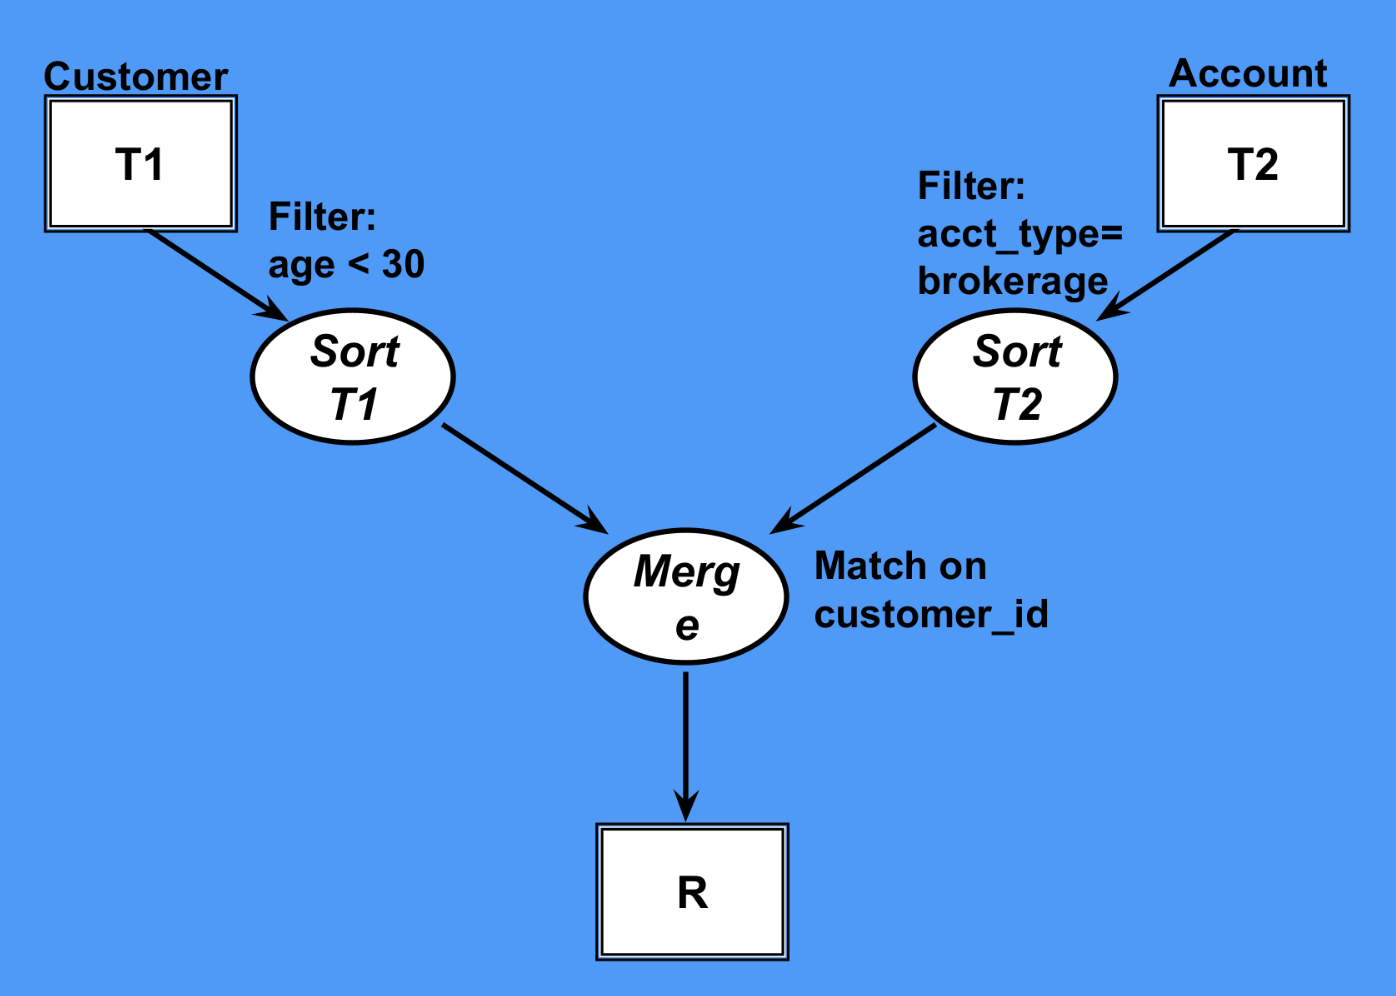 Customer
T1
Account
T2
Filter:
age < 30
Filter:
acct_type=
brokerage
Sort
T1
Sort
T2
Merg
e
Match on
customer_id
R